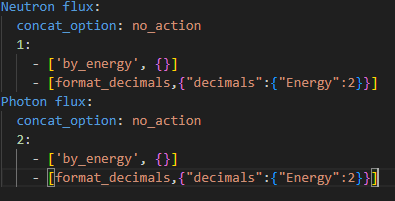 Neutron flux:
  concat_option: no_action
  1:
    - ['by_energy', {}]
    - [format_decimals,{"decimals":{"Energy":2}}]
Photon flux:
  concat_option: no_action
  2:
    - ['by_energy', {}]
    - [format_decimals,{"decimals":{"Energy":2}}]